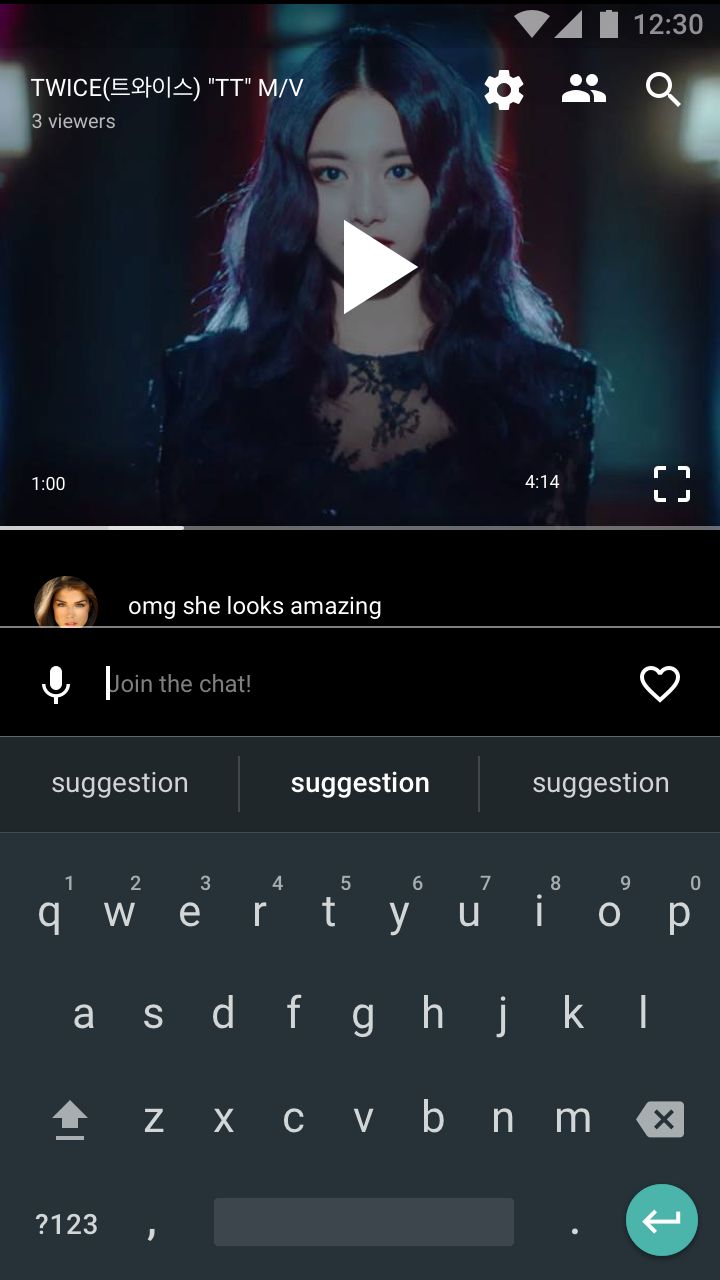 12:30
TWICE(트와이스) "TT" M/V
3 viewers
1:00
4:14
omg she looks amazing
Join the chat!
suggestion suggestion suggestion
1 2 3 4 5 6 7 8 9 0
q w e r t y u i o p
a s d f g h j k l
z x c v b n m
?123 , .